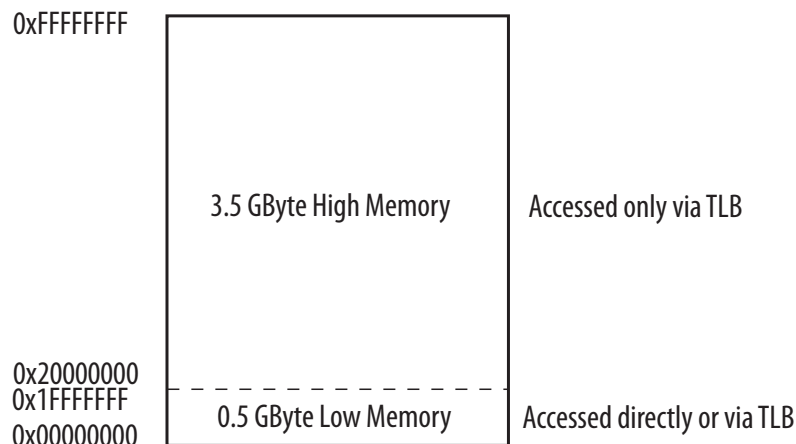 0xFFFFFFFF
3.5 GByte High Memory Accessed only via TLB
0x20000000
0x1FFFFFFF
0.5 GByte Low Memory Accessed directly or via TLB
0x00000000